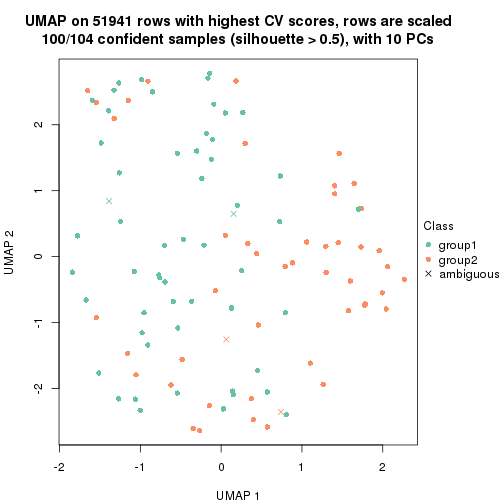 UMAP on 51941 rows with highest CV scores, rows are scaled
100/104 confident samples (silhouette > 0.5), with 10 PCs
UMAP 2
2
1
0
-1
-2
-2
-1
0
1
2
UMAP 1
Class
group1
group2
ambiguous